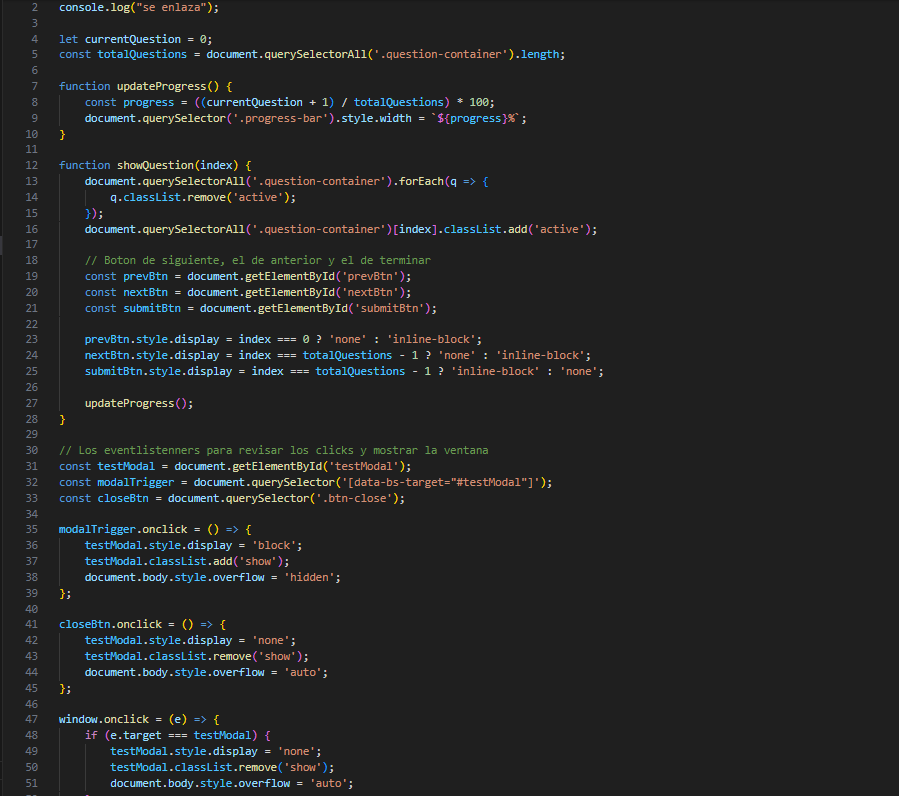 2 console.log("se enlaza");
3
4 let currentQuestion = 0;
5 const totalQuestions = document.querySelectorAll('.question-container').length;
6
7 function updateProgress() {
8     const progress = ((currentQuestion + 1) / totalQuestions) * 100;
9     document.querySelector('.progress-bar').style.width = `${progress}%`;
10 }
11
12 function showQuestion(index) {
13     document.querySelectorAll('.question-container').forEach(q => {
14         q.classList.remove('active');
15     });
16     document.querySelectorAll('.question-container')[index].classList.add('active');
17
18     // Boton de siguiente, el de anterior y el de terminar
19     const prevBtn = document.getElementById('prevBtn');
20     const nextBtn = document.getElementById('nextBtn');
21     const submitBtn = document.getElementById('submitBtn');
22
23     prevBtn.style.display = index === 0 ? 'none' : 'inline-block';
24     nextBtn.style.display = index === totalQuestions - 1 ? 'none' : 'inline-block';
25     submitBtn.style.display = index === totalQuestions - 1 ? 'inline-block' : 'none';
26
27     updateProgress();
28 }
29
30 // Los eventlistenners para revisar los clicks y mostrar la ventana
31 const testModal = document.getElementById('testModal');
32 const modalTrigger = document.querySelector('[data-bs-target="#testModal"]');
33 const closeBtn = document.querySelector('.btn-close');
34
35 modalTrigger.onclick = () => {
36     testModal.style.display = 'block';
37     testModal.classList.add('show');
38     document.body.style.overflow = 'hidden';
39 };
40
41 closeBtn.onclick = () => {
42     testModal.style.display = 'none';
43     testModal.classList.remove('show');
44     document.body.style.overflow = 'auto';
45 };
46
47 window.onclick = (e) => {
48     if (e.target === testModal) {
49         testModal.style.display = 'none';
50         testModal.classList.remove('show');
51         document.body.style.overflow = 'auto';